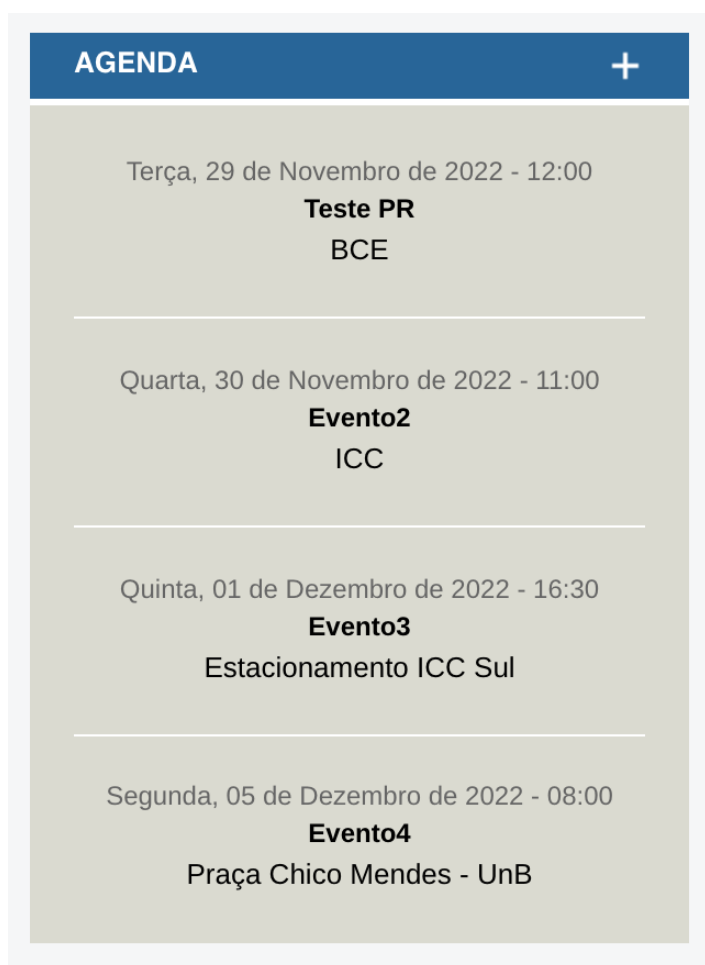 AGENDA +
Terça, 29 de Novembro de 2022 - 12:00
Teste PR
BCE
Quarta, 30 de Novembro de 2022 - 11:00
Evento2
ICC
Quinta, 01 de Dezembro de 2022 - 16:30
Evento3
Estacionamento ICC Sul
Segunda, 05 de Dezembro de 2022 - 08:00
Evento4
Praça Chico Mendes - UnB